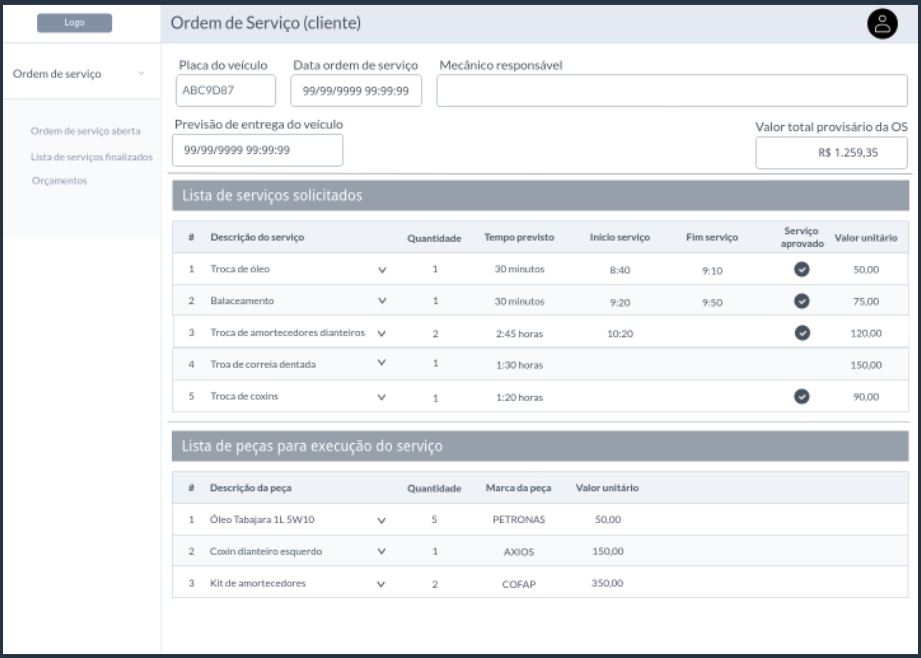 Logo
Ordem de Serviço (cliente)
Ordem de serviço
Ordem de serviço aberta
Lista de serviços finalizados
Orçamentos
Placa do veículo Data ordem de serviço Mecânico responsável
ABC9D87 99/99/9999 99:99:99
Previsão de entrega do veículo Valor total provisário da OS
99/99/9999 99:99:99 R$ 1.259,35
Lista de serviços solicitados
# Descrição do serviço Quantidade Tempo previsto Início serviço Fim serviço Serviço aprovado Valor unitário
1 Troca de óleo 1 30 minutos 8:40 9:10 50,00
2 Balaceamento 1 30 minutos 9:20 9:50 75,00
3 Troca de amortecedores dianteiros 2 2:45 horas 10:20 120,00
4 Troa de correia dentada 1 1:30 horas 150,00
5 Troca de coxins 1 1:20 horas 90,00
Lista de peças para execução do serviço
# Descrição da peça Quantidade Marca da peça Valor unitário
1 Óleo Tabajara 1L 5W10 5 PETRONAS 50,00
2 Coxin dianteiro esquerdo 1 AXIOS 150,00
3 Kit de amortecedores 2 COFAP 350,00